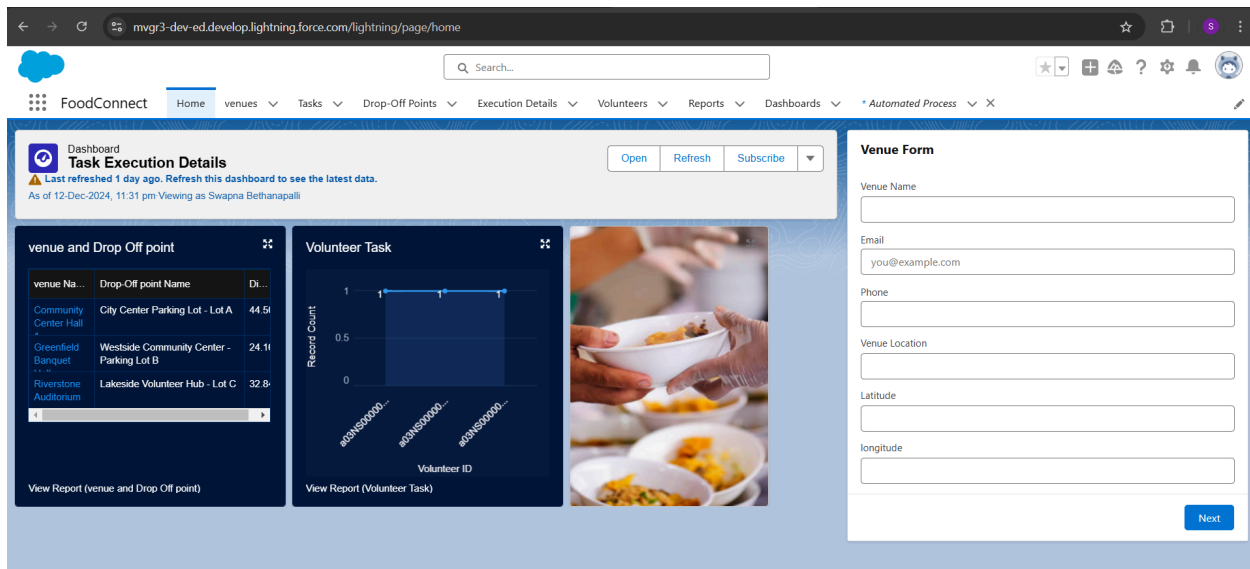 mvgr3-dev-ed.develop.lightning.force.com/lightning/page/home
S
Search...
FoodConnect
Home
venues
Tasks
Drop-Off Points
Execution Details
Volunteers
Reports
Dashboards
* Automated Process
Dashboard
Task Execution Details
Last refreshed 1 day ago. Refresh this dashboard to see the latest data.
As of 12-Dec-2024, 11:31 pm·Viewing as Swapna Bethanapalli
Open
Refresh
Subscribe
venue and Drop Off point
venue Na... Drop-Off point Name Di...
Community City Center Parking Lot - Lot A 44.50
Center Hall
Greenfield Westside Community Center - 24.16
Banquet Parking Lot B
Riverstone Lakeside Volunteer Hub - Lot C 32.84
Auditorium
View Report (venue and Drop Off point)
Volunteer Task
Record Count
1
0.5
0
1 1 1
a03NS00000...
a03NS00000...
a03NS00000...
Volunteer ID
View Report (Volunteer Task)
Venue Form
Venue Name
Email
you@example.com
Phone
Venue Location
Latitude
longitude
Next